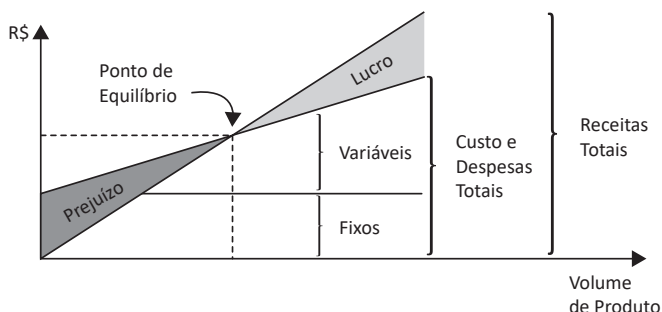 R$
Ponto de
Equilíbrio
Lucro
Prejuízo
Variáveis
Fixos
Custo e
Despesas
Totais
Receitas
Totais
Volume
de Produto